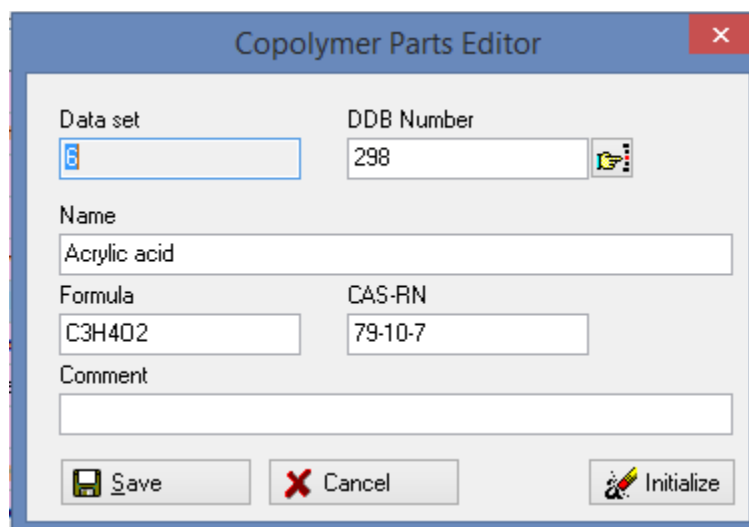 Copolymer Parts Editor
Data set DDB Number
6 298
Name
Acrylic acid
Formula CAS-RN
C3H4O2 79-10-7
Comment
Save Cancel Initialize